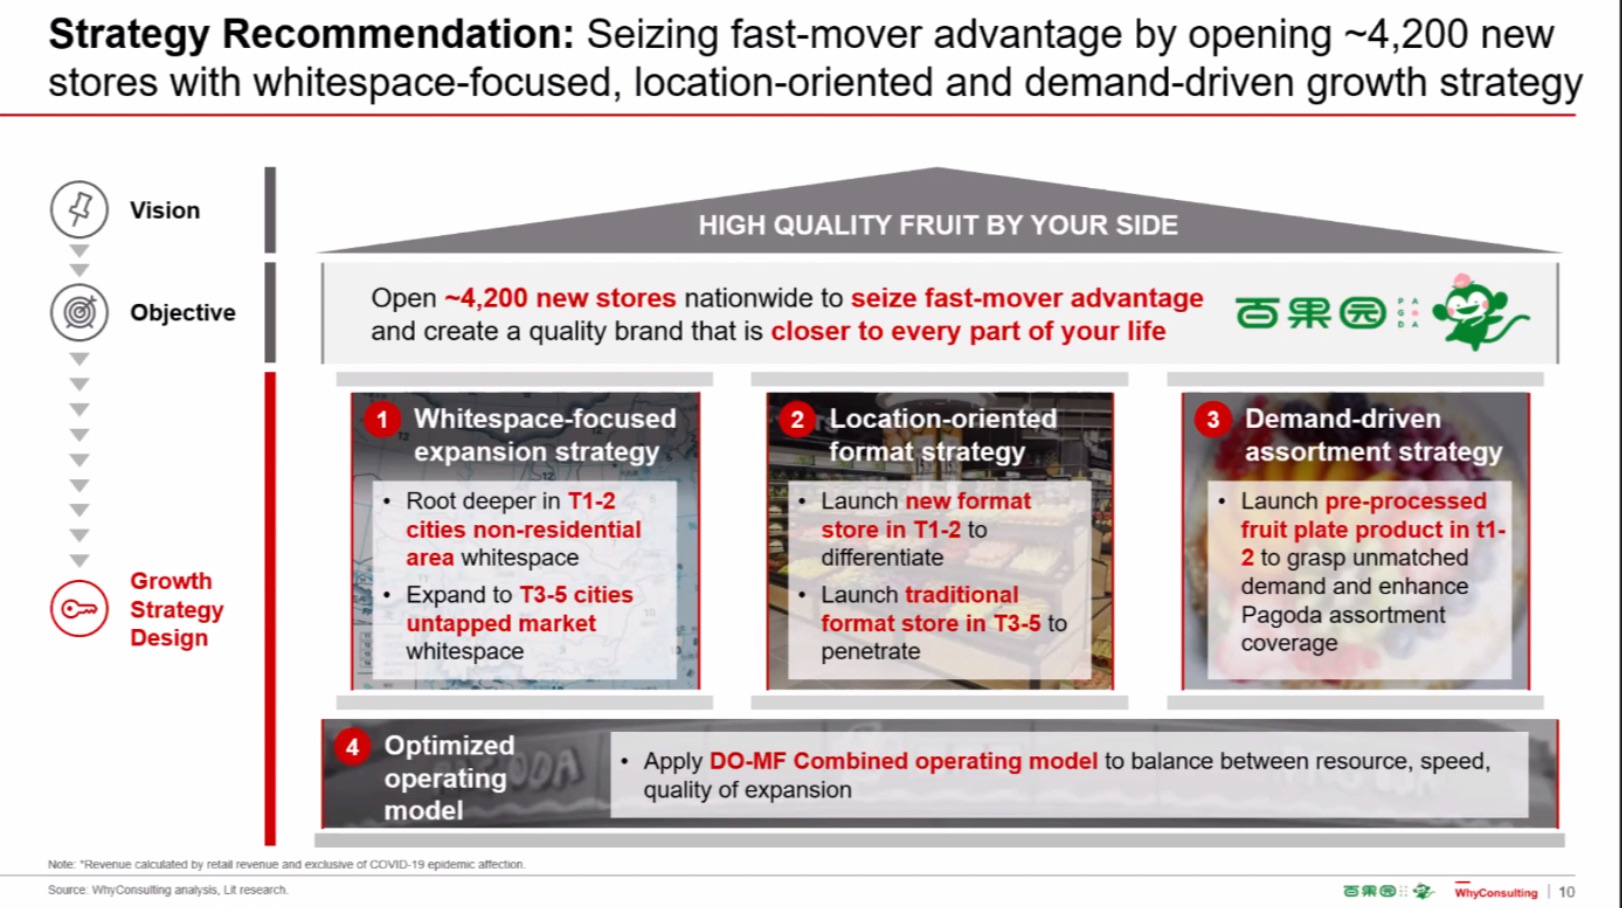 Strategy Recommendation: Seizing fast-mover advantage by opening ~4,200 new
stores with whitespace-focused, location-oriented and demand-driven growth strategy
Vision
HIGH QUALITY FRUIT BY YOUR SIDE
Objective
Open ~4,200 new stores nationwide to seize fast-mover advantage
and create a quality brand that is closer to every part of your life
百果园 PAGODA
Growth
Strategy
Design
1 Whitespace-focused
expansion strategy
• Root deeper in T1-2
cities non-residential
area whitespace
• Expand to T3-5 cities
untapped market
whitespace
2 Location-oriented
format strategy
• Launch new format
store in T1-2 to
differentiate
• Launch traditional
format store in T3-5 to
penetrate
3 Demand-driven
assortment strategy
• Launch pre-processed
fruit plate product in t1-
2 to grasp unmatched
demand and enhance
Pagoda assortment
coverage
4 Optimized
operating
model
• Apply DO-MF Combined operating model to balance between resource, speed,
quality of expansion
Note: *Revenue calculated by retail revenue and exclusive of COVID-19 epidemic affection.
Source: WhyConsulting analysis, Lit research.
百果园
WhyConsulting | 10